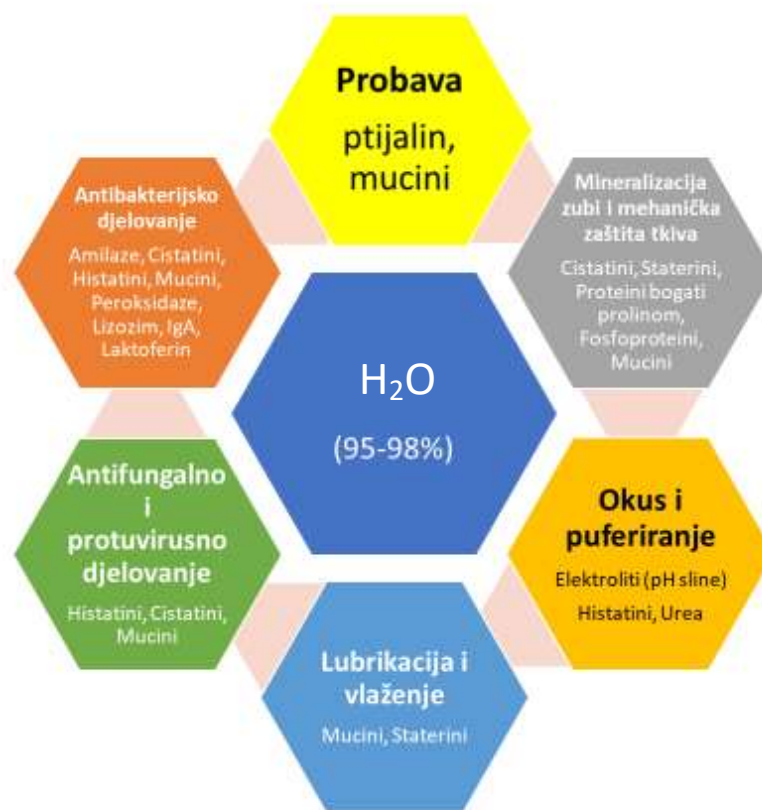 Probava
ptijalin,
mucini
Antibakterijsko
djelovanje
Amilaze, Cistatini,
Histatini, Mucini,
Peroksidaze,
Lizozim, IgA,
Laktoferin
Mineralizacija
zubi i mehanička
zaštita tkiva
Cistatini, Staterini,
Proteini bogati
prolinom,
Fosfoproteini,
Mucini
H₂O
(95-98%)
Antifungalno
i
protuvirusno
djelovanje
Histatini, Cistatini,
Mucini
Okus i
puferiranje
Elektroliti (pH sline)
Histatini, Urea
Lubrikacija i
vlaženje
Mucini, Staterini